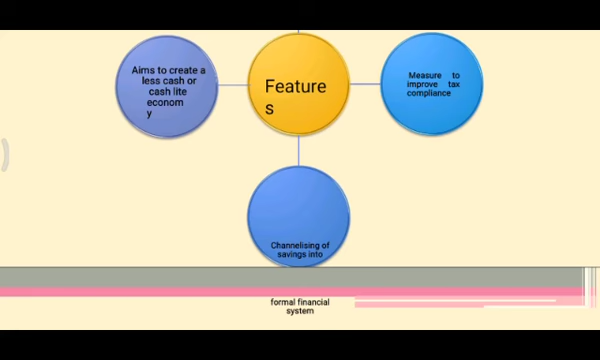 Aims to create a
less cash or
cash lite
econom
y
Feature
s
Measure to
improve tax
compliance
Channelising of
savings into
formal financial
system